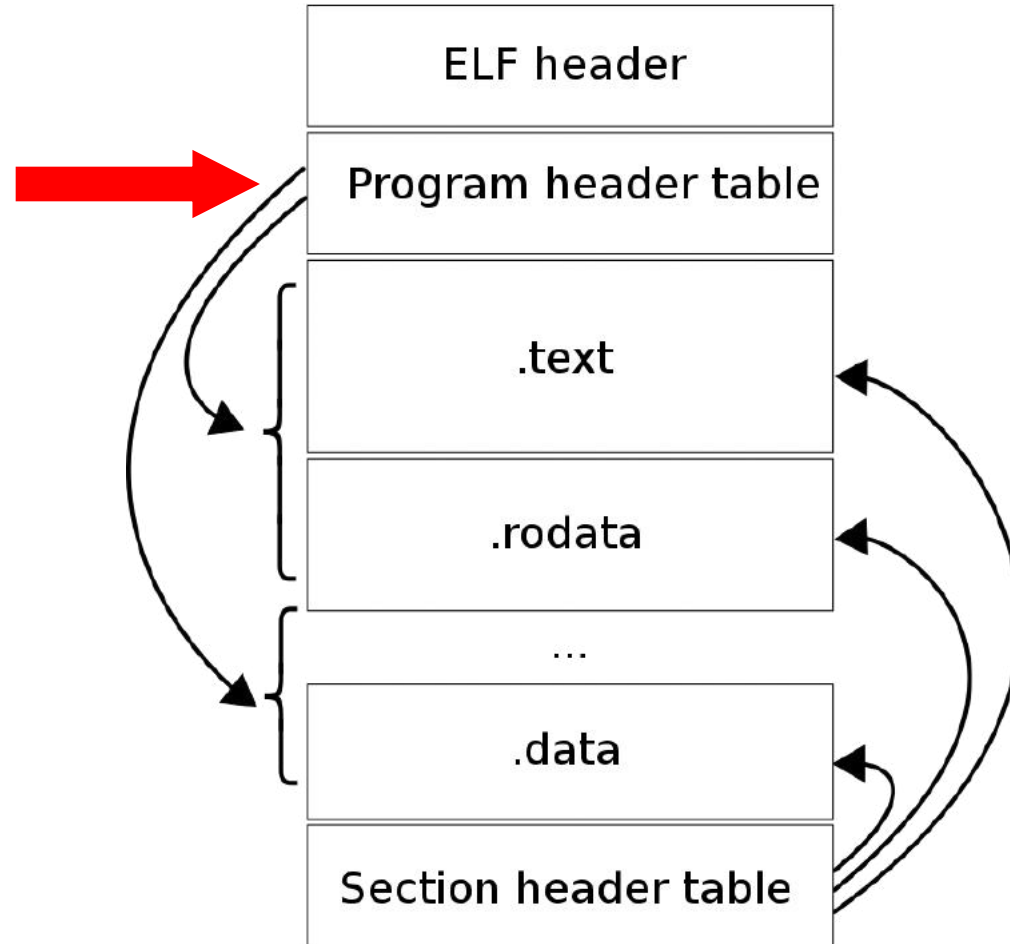 ELF header
Program header table
.text
.rodata
...
.data
Section header table